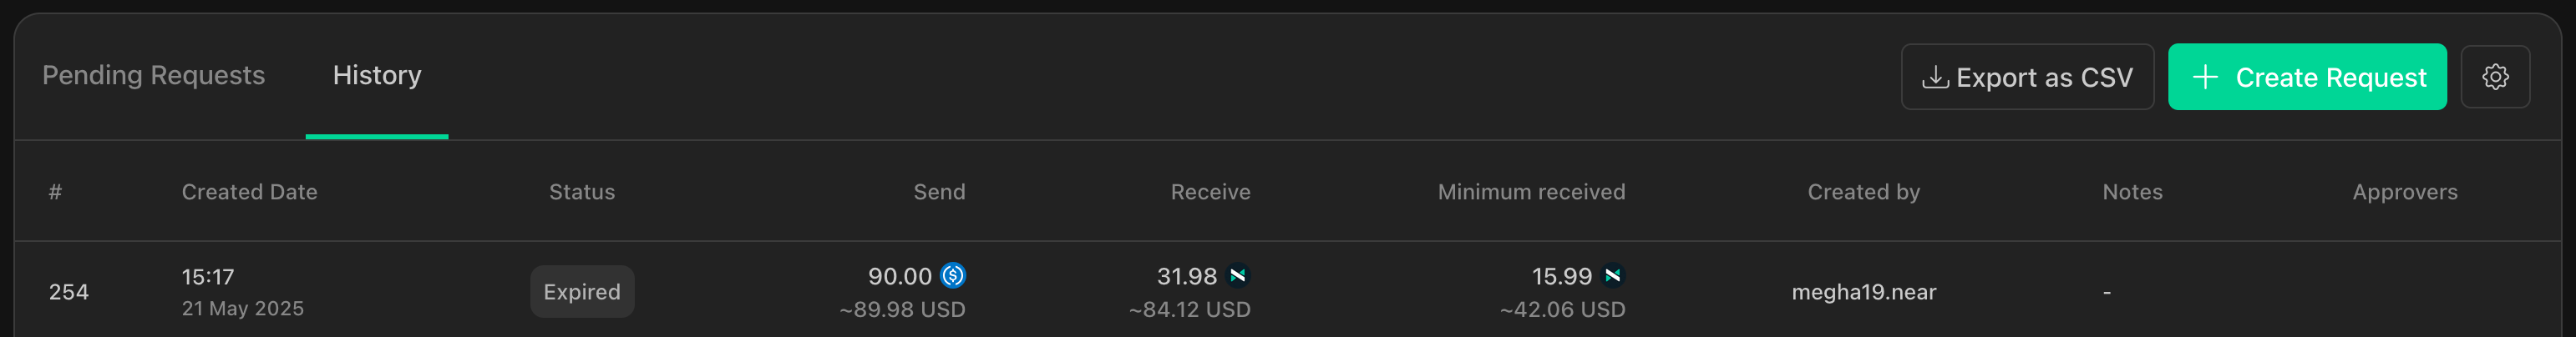 Pending Requests
History
Export as CSV
Create Request
# Created Date Status Send Receive Minimum received Created by Notes Approvers
254 15:17 Expired 90.00 31.98 15.99 megha19.near -
21 May 2025 ~89.98 USD ~84.12 USD ~42.06 USD